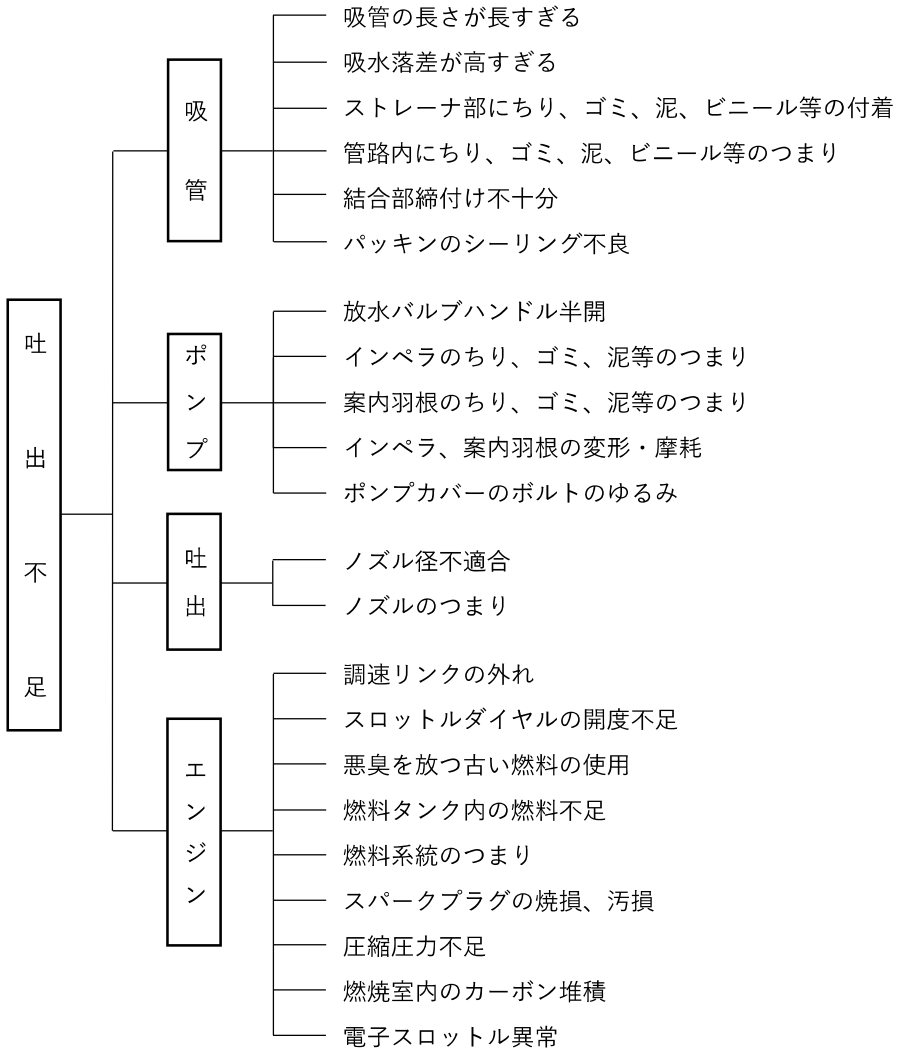 吐出不足
吸管
吸管の長さが長すぎる
吸水落差が高すぎる
ストレーナ部にちり、ゴミ、泥、ビニール等の付着
管路内にちり、ゴミ、泥、ビニール等のつまり
結合部締付け不十分
パッキンのシーリング不良
ポンプ
放水バルブハンドル半開
インペラのちり、ゴミ、泥等のつまり
案内羽根のちり、ゴミ、泥等のつまり
インペラ、案内羽根の変形・摩耗
ポンプカバーのボルトのゆるみ
吐出
ノズル径不適合
ノズルのつまり
エンジン
調速リンクの外れ
スロットルダイヤルの開度不足
悪臭を放つ古い燃料の使用
燃料タンク内の燃料不足
燃料系統のつまり
スパークプラグの焼損、汚損
圧縮圧力不足
燃焼室内のカーボン堆積
電子スロットル異常